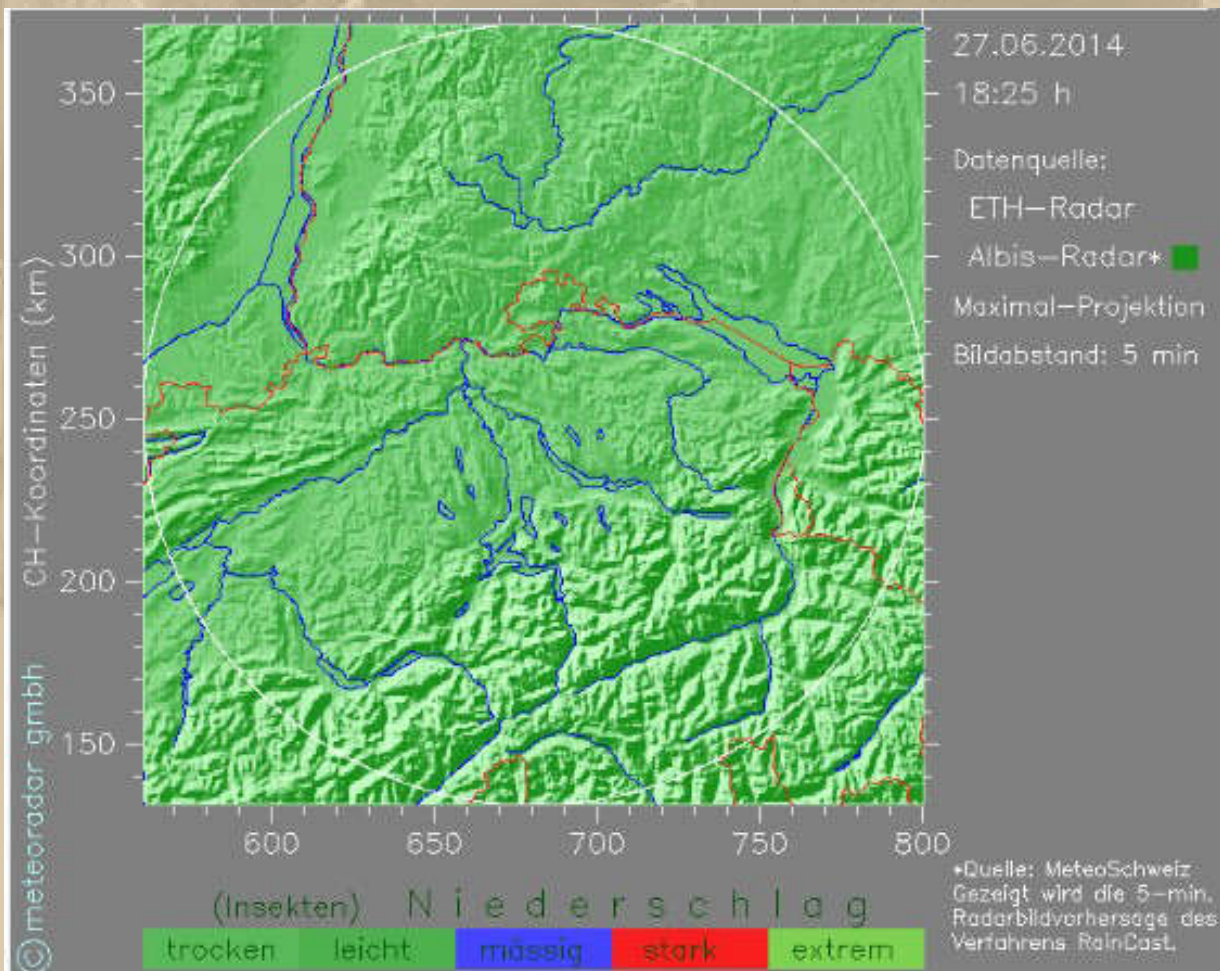 27.06.2014
18:25 h
Datenquelle:
ETH-Radar
Albis-Radar*
Maximal-Projektion
Bildabstand: 5 min
350
300
250
200
150
CH-Koordinaten (km)
©meteoradar gmbh
600 650 700 750 800
(Insekten) Niederschlag
trocken leicht mässig stark extrem
*Quelle: MeteoSchweiz
Gezeigt wird die 5-min.
Radarbildvorhersage des
Verfahrens RainCast.